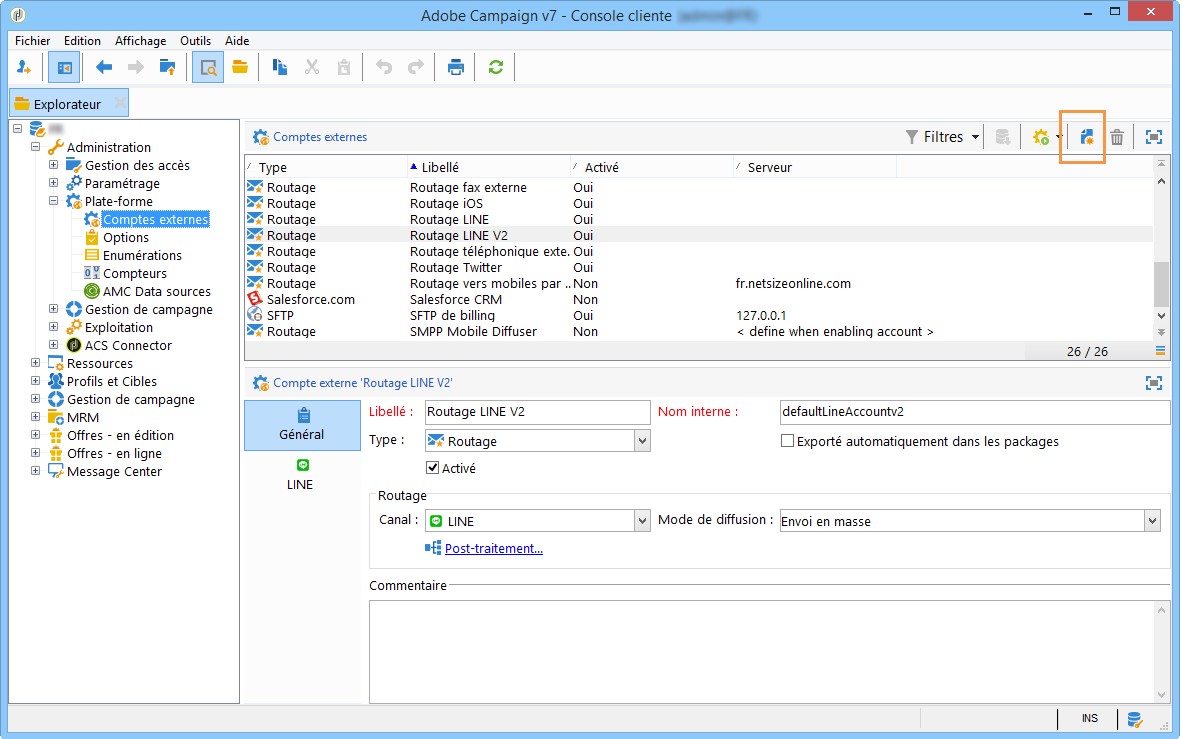 Adobe Campaign v7 - Console cliente
Fichier Edition Affichage Outils Aide
Explorateur
Administration
Gestion des accès
Paramétrage
Plate-forme
Comptes externes
Options
Enumérations
Compteurs
AMC Data sources
Gestion de campagne
Exploitation
ACS Connector
Ressources
Profils et Cibles
Gestion de campagne
MRM
Offres - en édition
Offres - en ligne
Message Center
Comptes externes Filtres
Type Libellé Activé Serveur
Routage Routage fax externe Oui
Routage Routage iOS Oui
Routage Routage LINE Oui
Routage Routage LINE V2 Oui
Routage Routage téléphonique exte. Oui
Routage Routage Twitter Oui
Routage Routage vers mobiles par .. Non fr.netsizeonline.com
Salesforce.com Salesforce CRM Non
SFTP SFTP de billing Oui 127.0.0.1
Routage SMPP Mobile Diffuser Non < define when enabling account >
26 / 26
Compte externe 'Routage LINE V2'
Général
LINE
Libellé : Routage LINE V2 Nom interne : defaultLineAccountv2
Type : Routage Exporté automatiquement dans les packages
Activé
Routage
Canal : LINE Mode de diffusion : Envoi en masse
Post-traitement...
Commentaire
INS